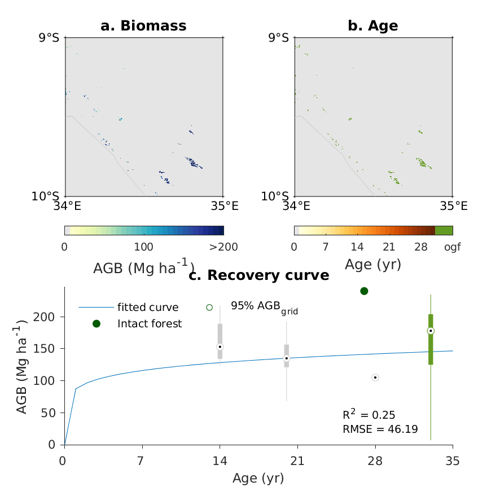 a. Biomass
b. Age
9°S
9°S
10°S
10°S
34°E
35°E
34°E
35°E
0
100
>200
0
7
14
21
28
ogf
AGB (Mg ha⁻¹)
Age (yr)
c. Recovery curve
fitted curve
95% AGB_grid
Intact forest
200
150
100
50
0
AGB (Mg ha⁻¹)
R² = 0.25
RMSE = 46.19
0
7
14
21
28
35
Age (yr)